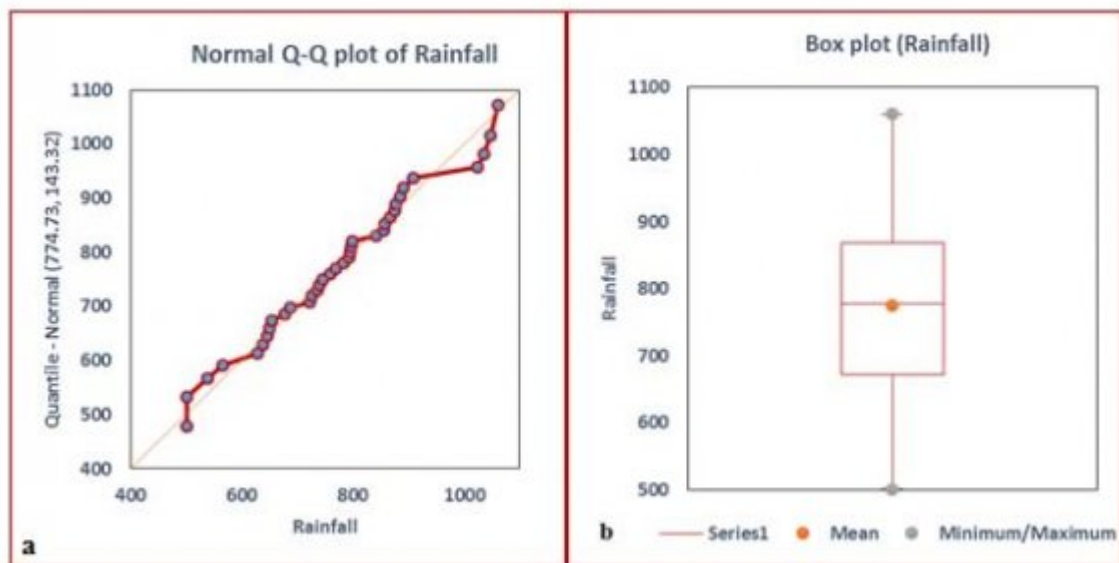 Normal Q-Q plot of Rainfall
1100
1000
900
800
700
600
500
400
Quantile - Normal (774.73, 143.32)
400 600 800 1000
Rainfall
a
Box plot (Rainfall)
1100
1000
900
800
700
600
500
Rainfall
b
Series1 Mean Minimum/Maximum